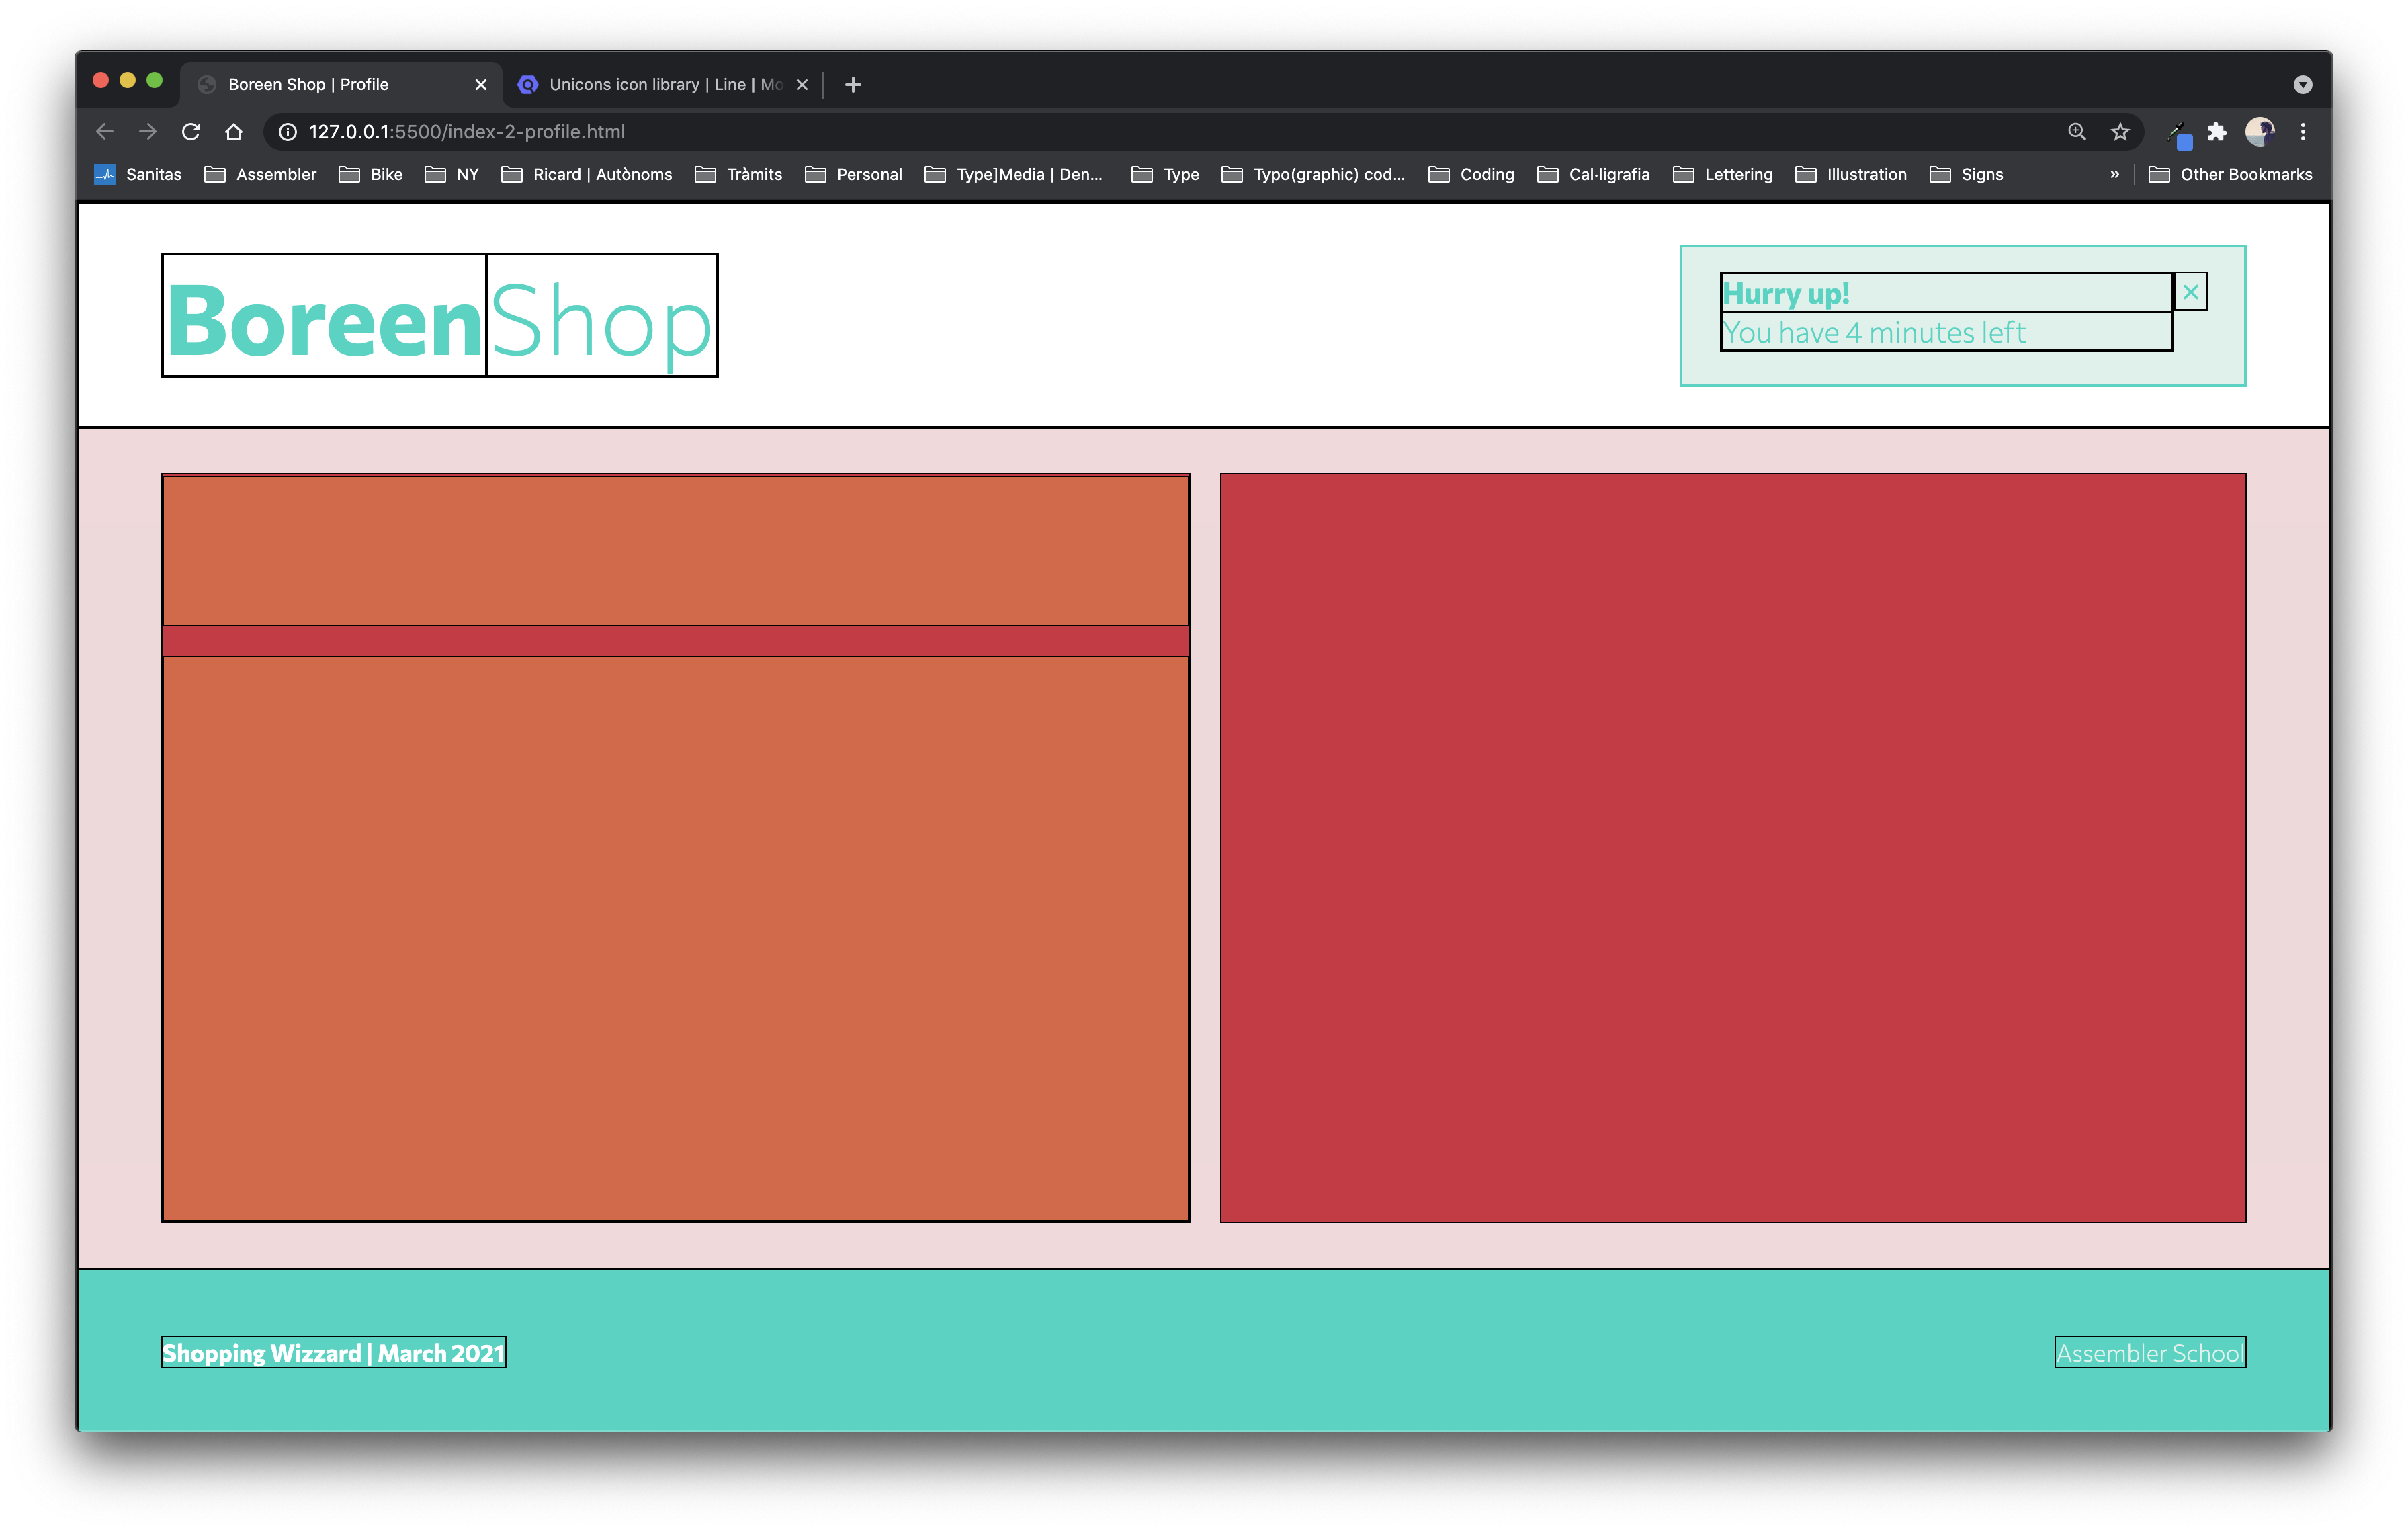 Boreen Shop | Profile
Unicons icon library | Line | Mo
127.0.0.1:5500/index-2-profile.html
Sanitas Assembler Bike NY Ricard | Autònoms Tràmits Personal Type]Media | Den... Type Typo(graphic) cod... Coding Cal·ligrafia Lettering Illustration Signs » Other Bookmarks
BoreenShop
Hurry up!
You have 4 minutes left
Shopping Wizzard | March 2021
Assembler School